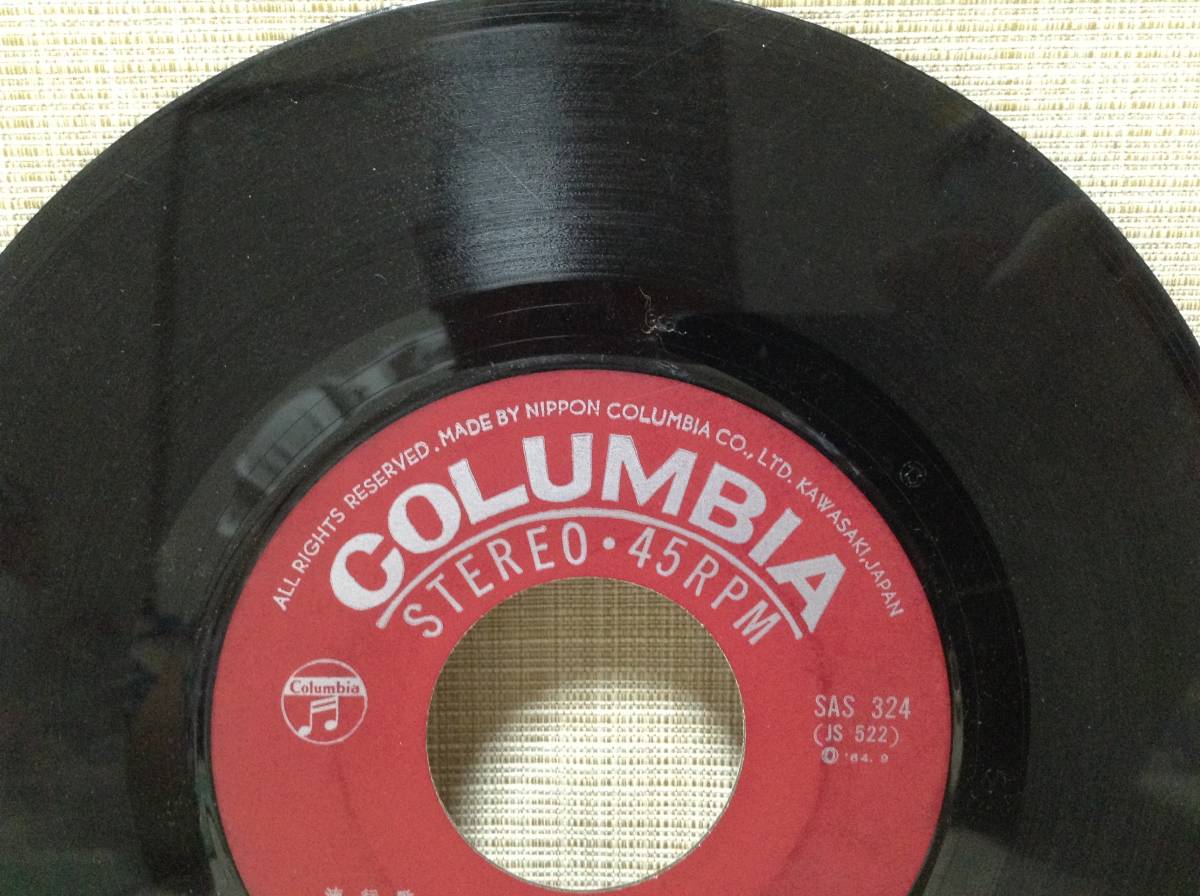 ALL RIGHTS RESERVED. MADE BY NIPPON COLUMBIA CO., LTD. KAWASAKI, JAPAN
COLUMBIA
STEREO・45RPM
Columbia
SAS 324
(JS 522)
© '64. 9